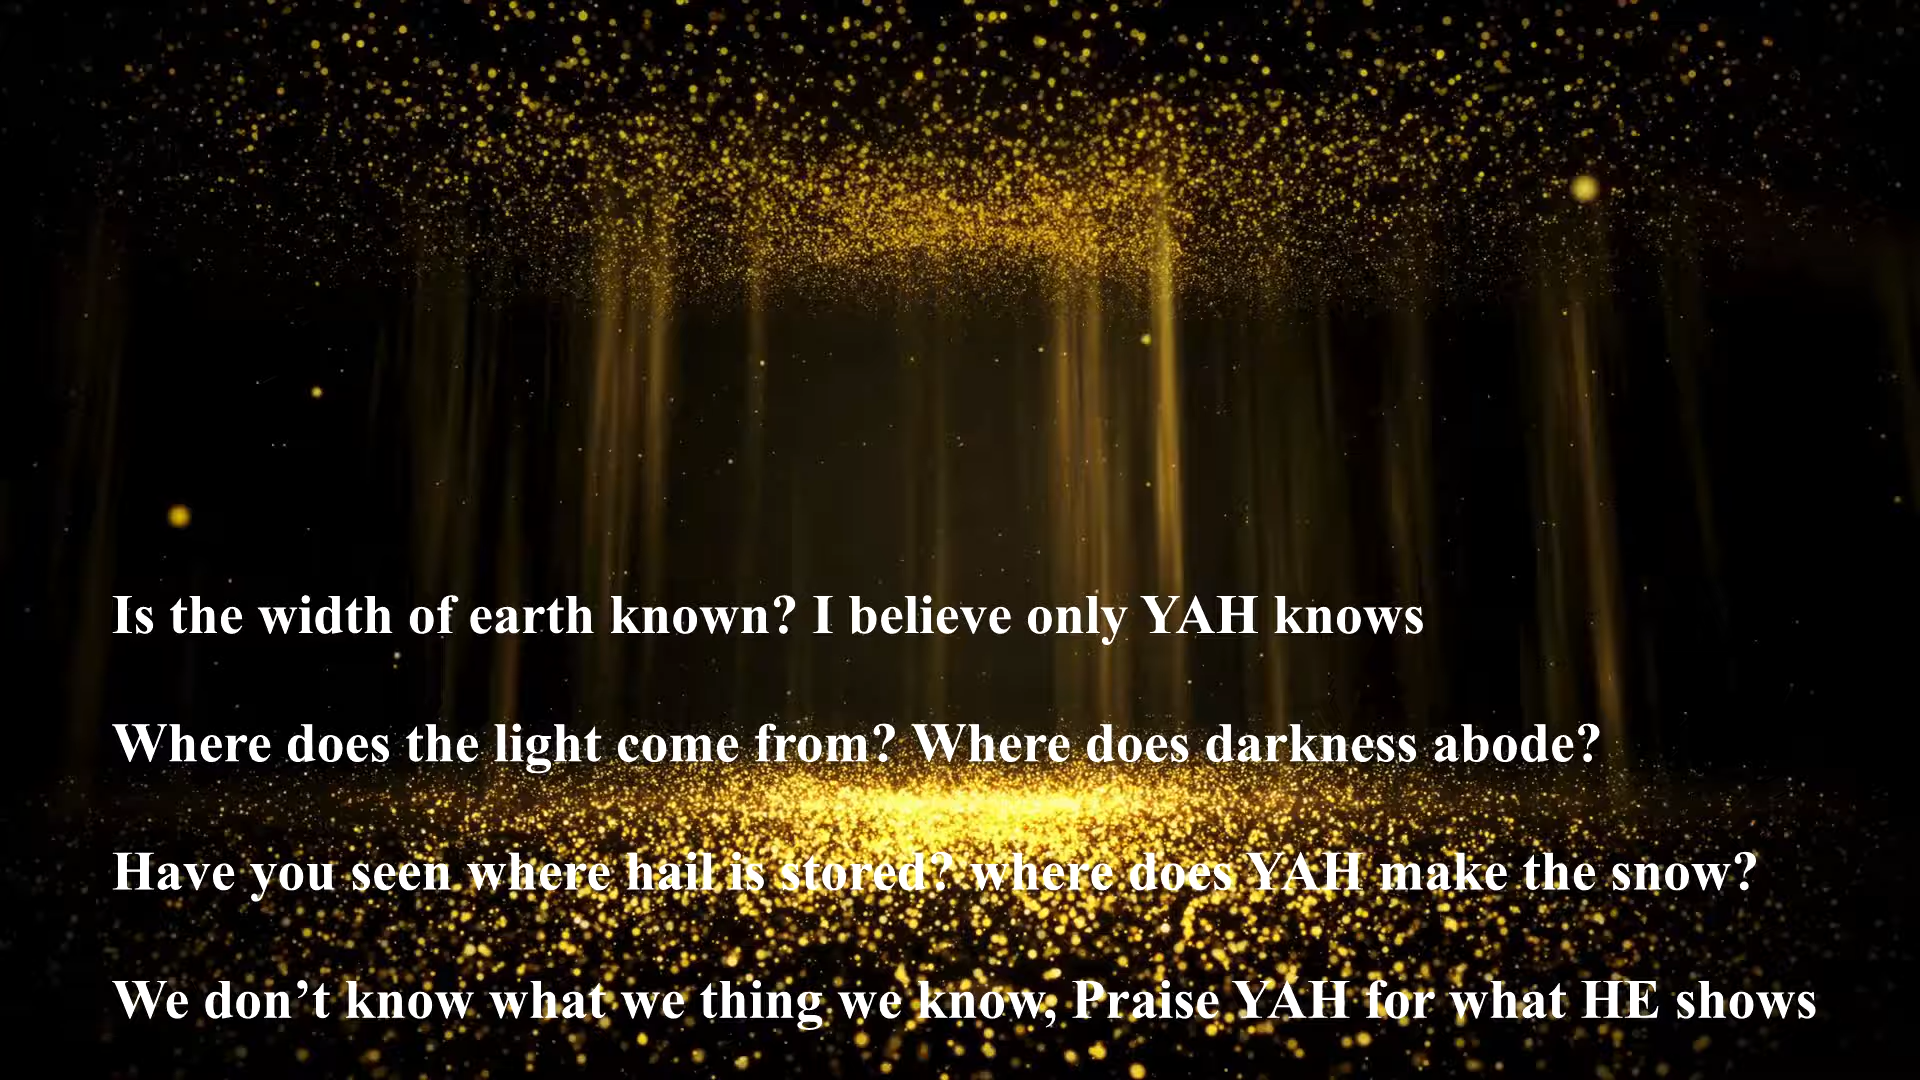 Is the width of earth known? I believe only YAH knows
Where does the light come from? Where does darkness abode?
Have you seen where hail is stored? where does YAH make the snow?
We don’t know what we thing we know, Praise YAH for what HE shows